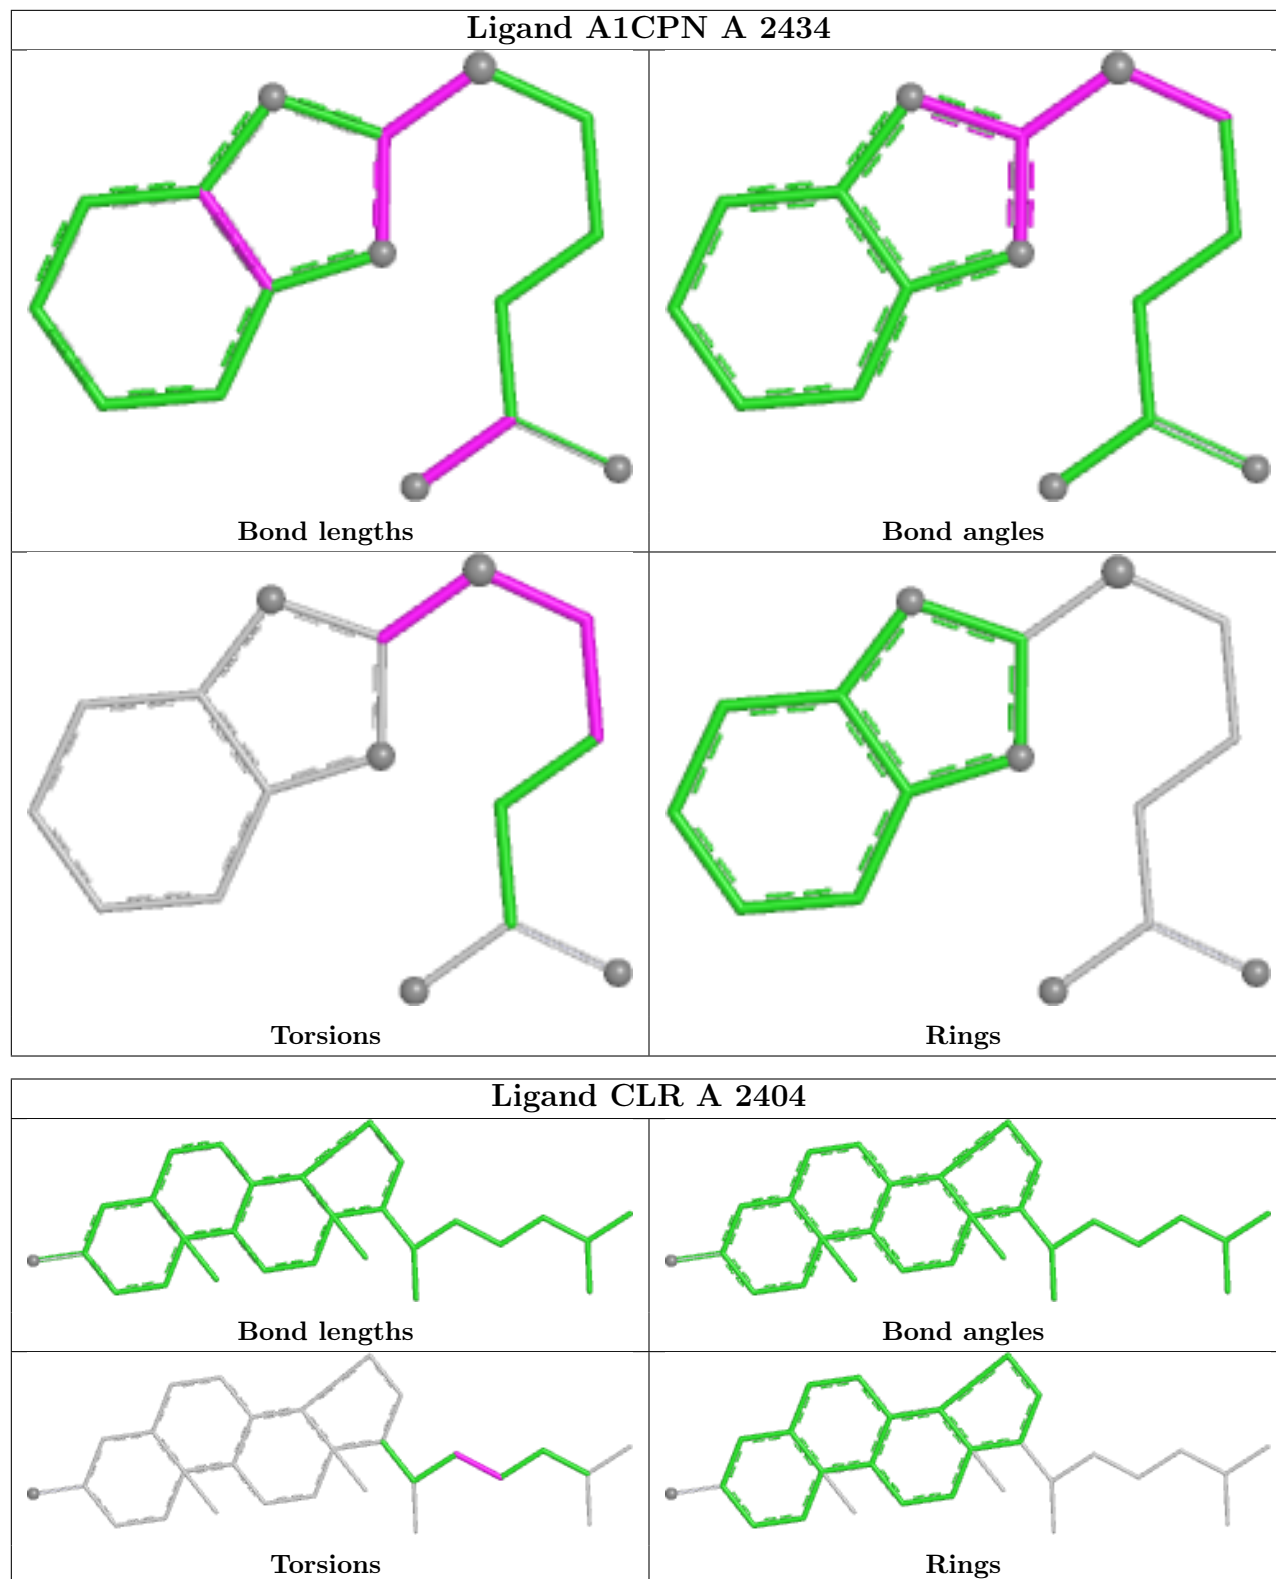 Ligand A1CPN A 2434
Bond lengths
Bond angles
Torsions
Rings
Ligand CLR A 2404
Bond lengths
Bond angles
Torsions
Rings